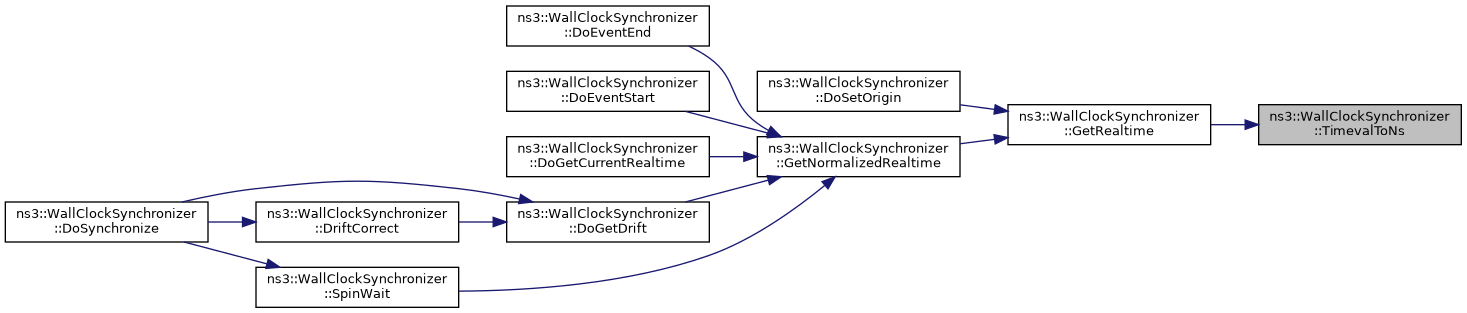 ns3::WallClockSynchronizer
::DoEventEnd
ns3::WallClockSynchronizer
::DoEventStart
ns3::WallClockSynchronizer
::DoSetOrigin
ns3::WallClockSynchronizer
::GetRealtime
ns3::WallClockSynchronizer
::TimevalToNs
ns3::WallClockSynchronizer
::DoGetCurrentRealtime
ns3::WallClockSynchronizer
::GetNormalizedRealtime
ns3::WallClockSynchronizer
::DoSynchronize
ns3::WallClockSynchronizer
::DriftCorrect
ns3::WallClockSynchronizer
::DoGetDrift
ns3::WallClockSynchronizer
::SpinWait